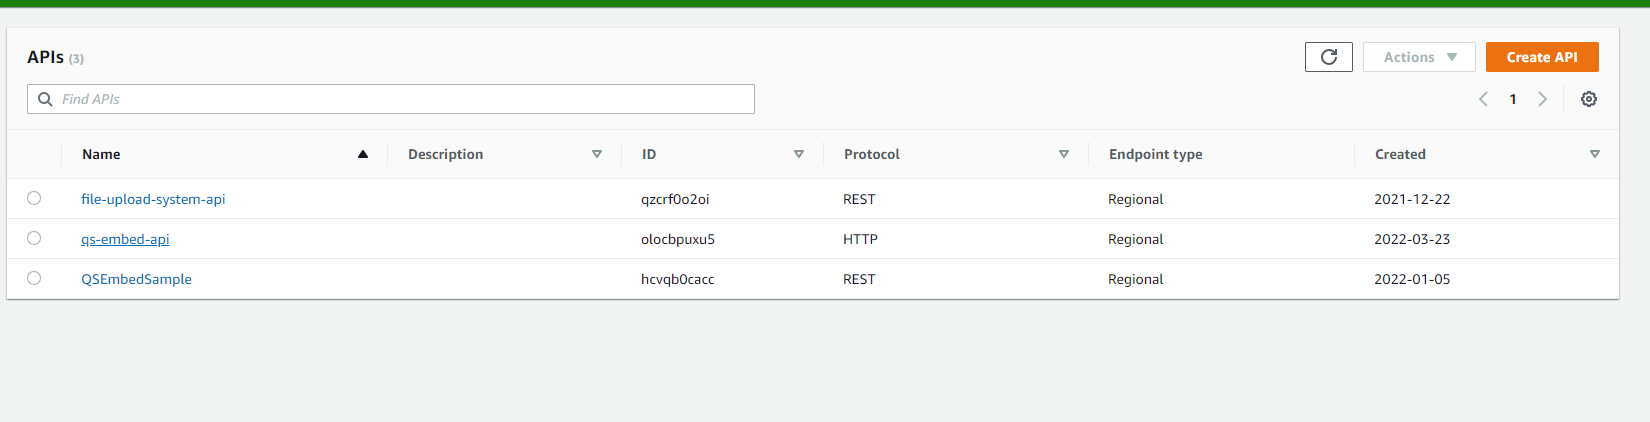 APIs (3)
Actions
Create API
Find APIs
1
Name Description ID Protocol Endpoint type Created
file-upload-system-api qzcrf0o2oi REST Regional 2021-12-22
qs-embed-api olocbpuxu5 HTTP Regional 2022-03-23
QSEmbedSample hcvqb0cacc REST Regional 2022-01-05